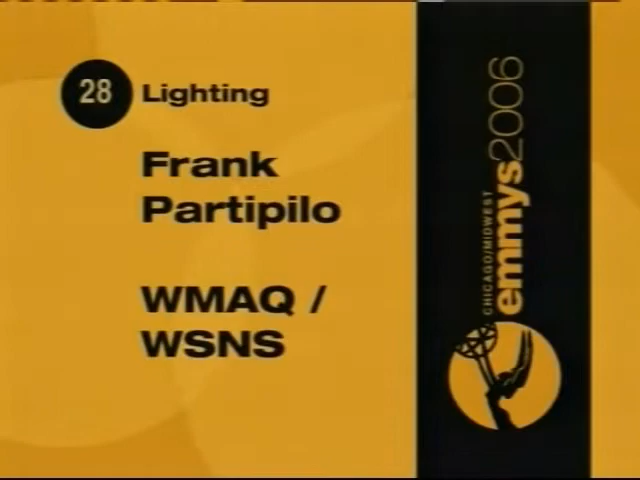 28 Lighting
Frank
Partipilo
WMAQ /
WSNS
CHICAGO/MIDWEST
emmys2006